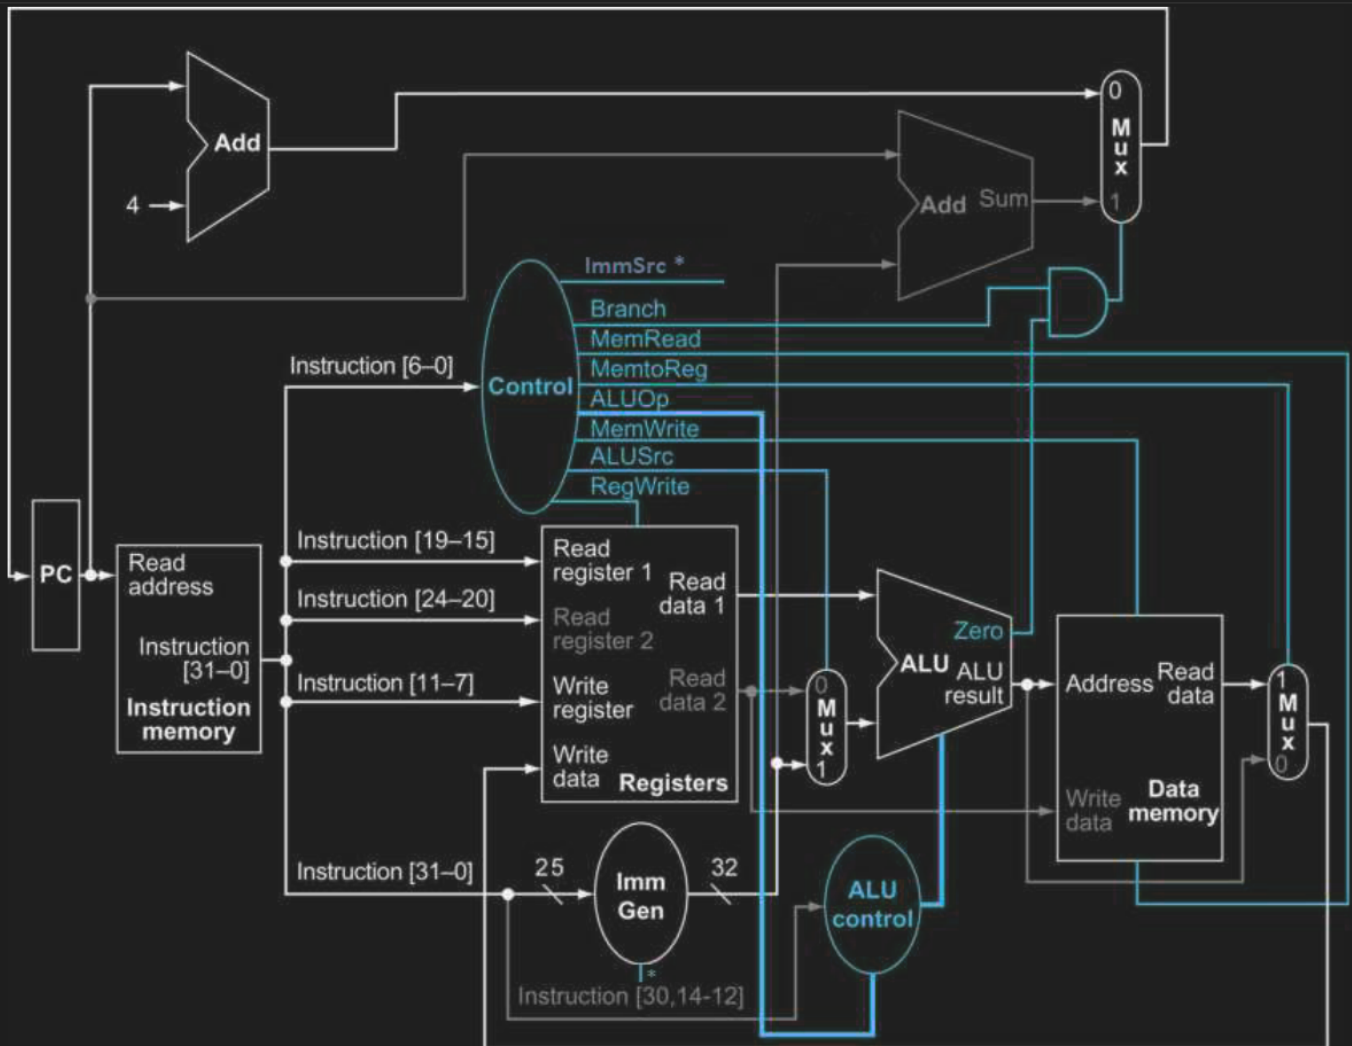 0
M
u
x
1
Add
4
Add Sum
ImmSrc *
Branch
MemRead
MemtoReg
ALUOp
MemWrite
ALUSrc
RegWrite
Control
Instruction [6–0]
PC
Read
address
Instruction
[31–0]
Instruction
memory
Instruction [19–15]
Instruction [24–20]
Instruction [11–7]
Instruction [31–0]
Read
register 1
Read
data 1
Read
register 2
Write
register
Read
data 2
Write
data
Registers
0
M
u
x
1
Zero
ALU
ALU
result
Address
Read
data
Write
data
Data
memory
1
M
u
x
0
25
Imm
Gen
32
*
Instruction [30,14-12]
ALU
control